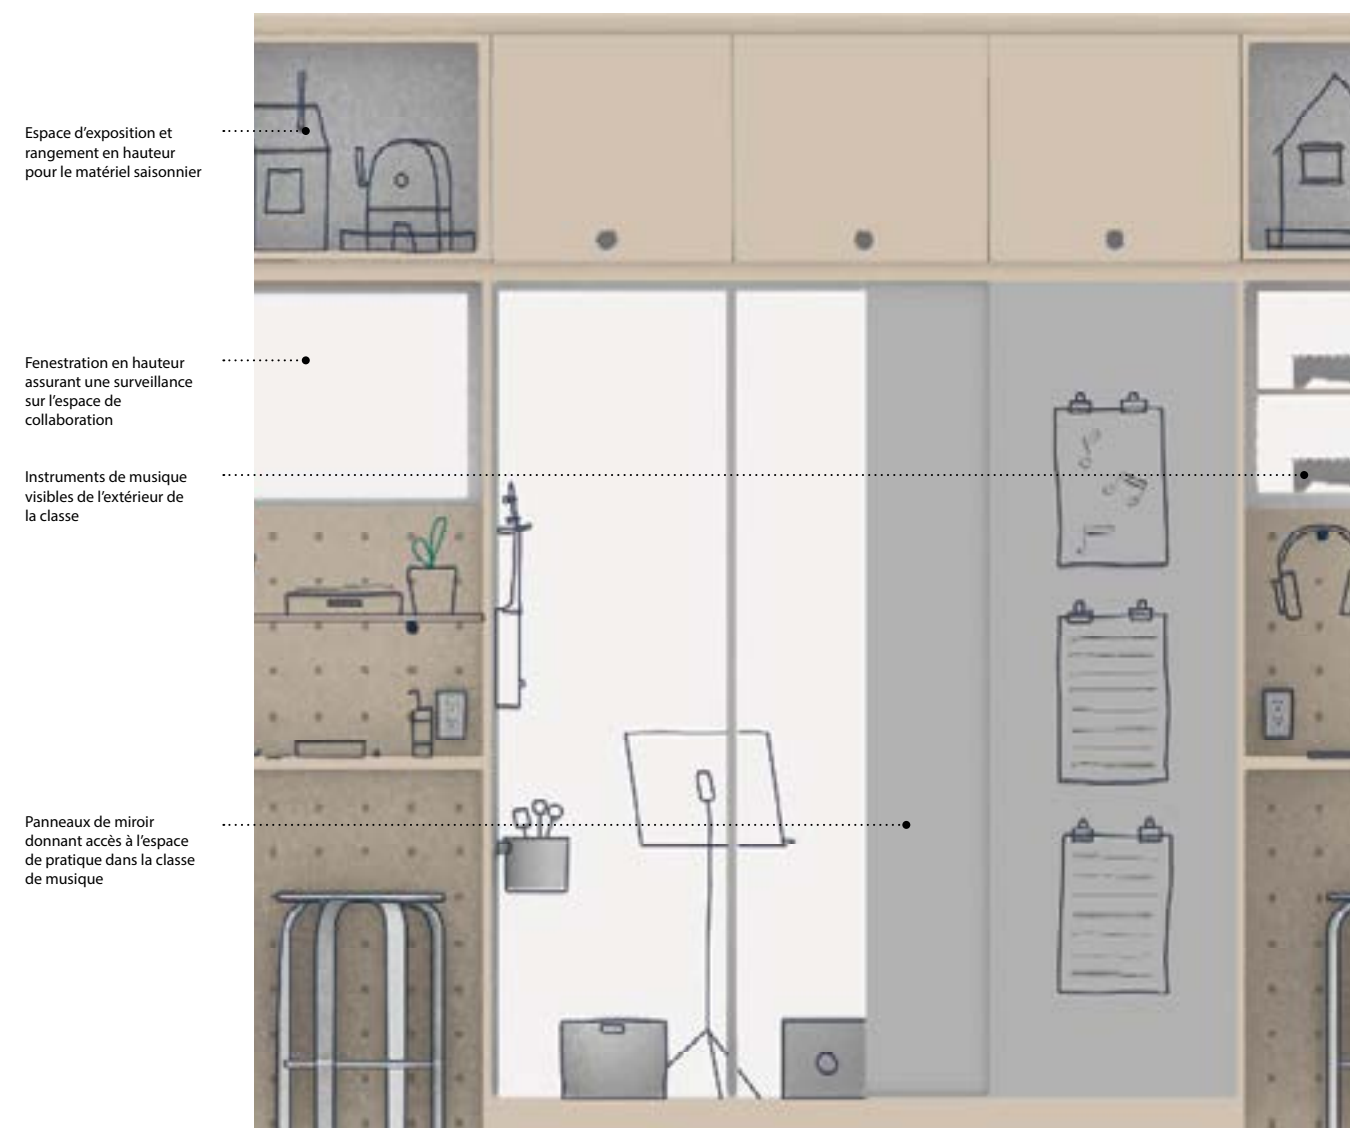 Espace d’exposition et
rangement en hauteur
pour le matériel saisonnier
Fenestration en hauteur
assurant une surveillance
sur l’espace de
collaboration
Instruments de musique
visibles de l’extérieur de
la classe
Panneaux de miroir
donnant accès à l’espace
de pratique dans la classe
de musique